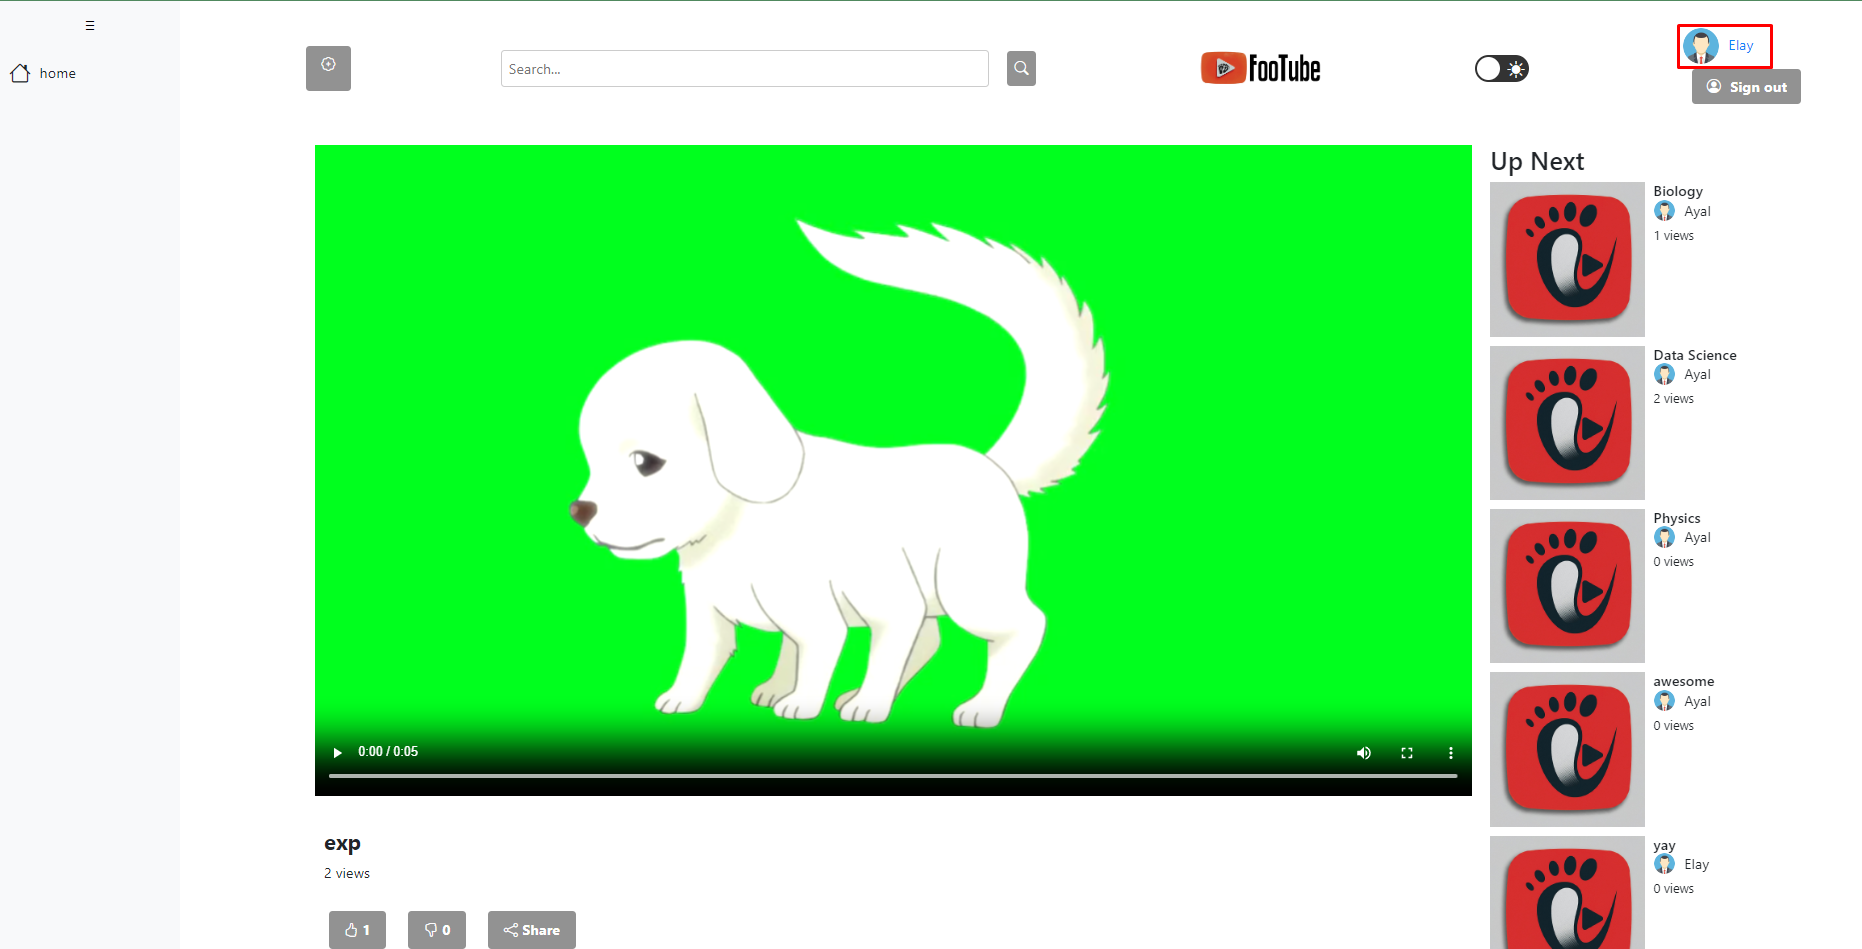 home
Search...
FooTube
Elay
Sign out
Up Next
Biology
Ayal
1 views
Data Science
Ayal
2 views
Physics
Ayal
0 views
awesome
Ayal
0 views
yay
Elay
0 views
0:00 / 0:05
exp
2 views
1
0
Share